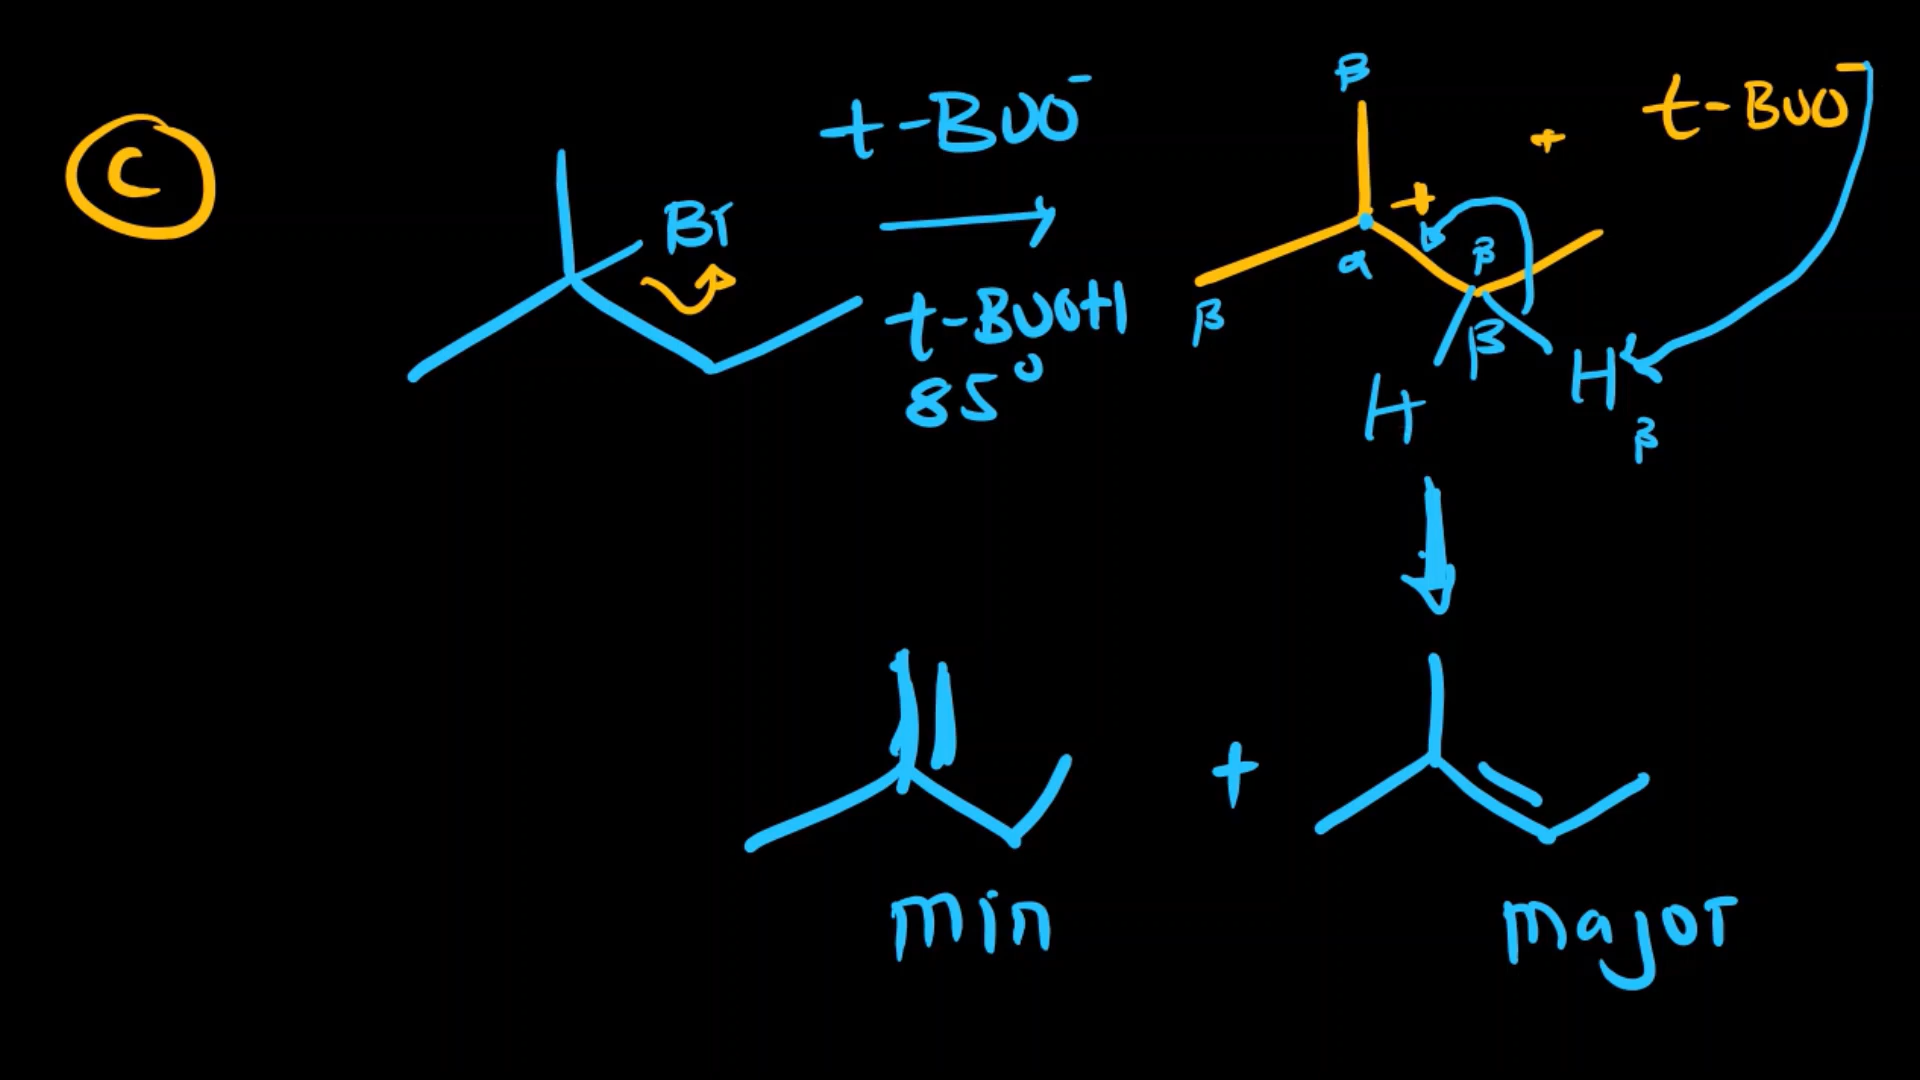 C
Br
t-BuO⁻
t-BuOH
85°
β
+
α
β
β
β
H
H
β
+ t-BuO⁻
+
min
major